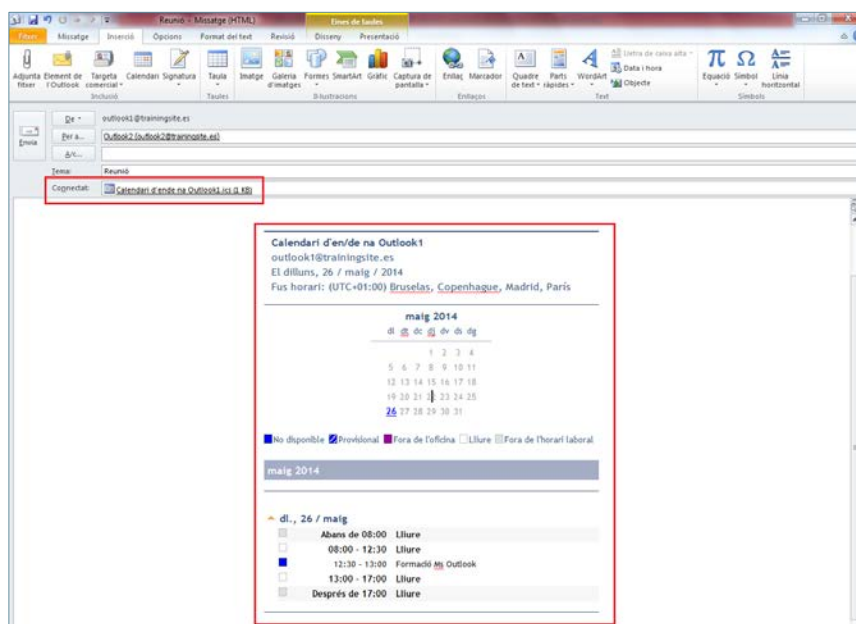 Reunió - Missatge (HTML)
Eines de taules
Fitxer Missatge Inserció Opcions Format del text Revisió Disseny Presentació
Adjunta fitxer
Element de l'Outlook
Targeta comercial
Calendari
Signatura
Taula
Imatge
Galeria d'imatges
Formes
SmartArt
Gràfic
Captura de pantalla
Enllaç
Marcador
Quadre de text
Parts ràpides
WordArt
Lletra de caixa alta
Data i hora
Objecte
Equació
Símbol
Línia horitzontal
Inclusió Taules Il·lustracions Enllaços Text Símbols
Envia
De outlook1@trainingsite.es
Per a... Outlook2 (outlook2@trainingsite.es)
A/c...
Tema: Reunió
Connectat: Calendari d'ende na Outlook1.ics (1 KB)
Calendari d'en/de na Outlook1
outlook1@trainingsite.es
El dilluns, 26 / maig / 2014
Fus horari: (UTC+01:00) Bruselas, Copenhague, Madrid, París
maig 2014
dl dt dc dj dv ds dg
1 2 3 4
5 6 7 8 9 10 11
12 13 14 15 16 17 18
19 20 21 22 23 24 25
26 27 28 29 30 31
No disponible Provisional Fora de l'oficina Lliure Fora de l'horari laboral
maig 2014
dl., 26 / maig
Abans de 08:00 Lliure
08:00 - 12:30 Lliure
12:30 - 13:00 Formació Ms Outlook
13:00 - 17:00 Lliure
Després de 17:00 Lliure